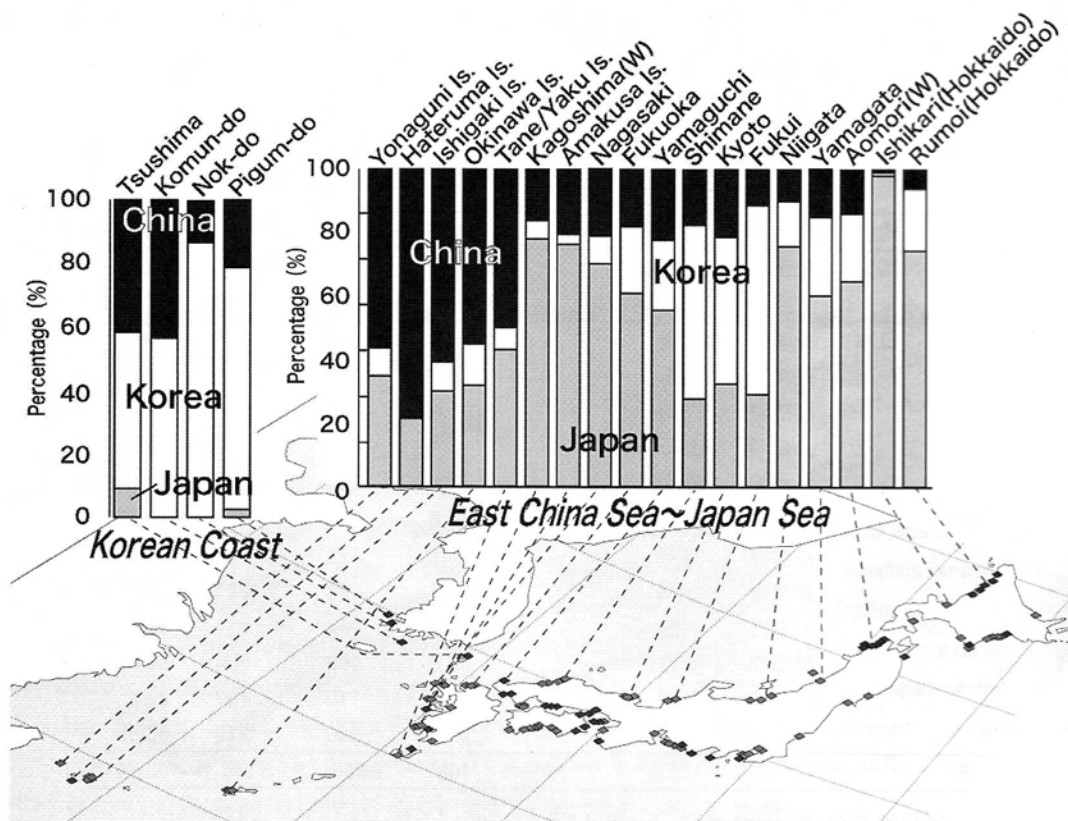 Tsushima
Komun-do
Nok-do
Pigum-do
100
80
60
40
20
0
Percentage (%)
China
Korea
Japan
Korean Coast
Yomaguni Is.
Hateruma Is.
Ishigaki Is.
Okinawa Is.
Tane/Yaku Is.
Kagoshima(W)
Amakusa Is.
Nagasaki
Fukuoka
Yamaguchi
Shimane
Kyoto
Fukui
Niigata
Yamagata
Aomori(W)
Ishikari(Hokkaido)
Rumoi(Hokkaido)
100
80
60
40
20
0
Percentage (%)
China
Korea
Japan
East China Sea~Japan Sea